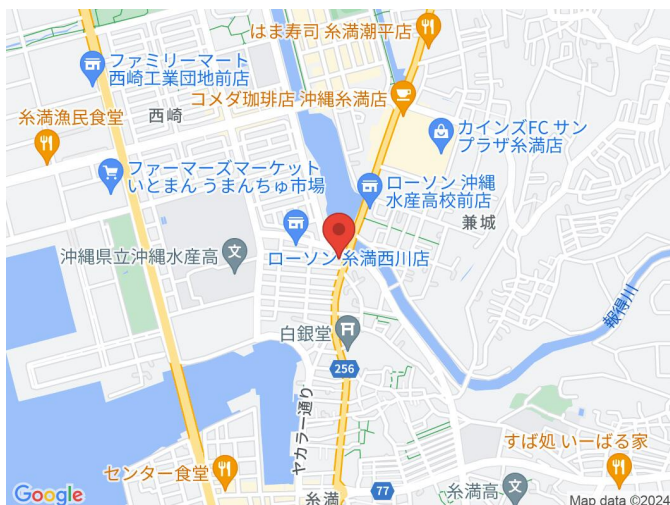 はま寿司 糸満潮平店
ファミリーマート
西崎工業団地前店
コメダ珈琲店 沖縄糸満店
西崎
糸満漁民食堂
カインズFC サン
プラザ糸満店
ファーマーズマーケット
いとまん うまんちゅ市場
ローソン 沖縄
水産高校前店
兼城
沖縄県立沖縄水産高
ローソン 糸満西川店
報得川
白銀堂
256
ヤカラー通り
すば処 いーばる家
センター食堂
77
糸満
糸満高
Google
Map data ©2024